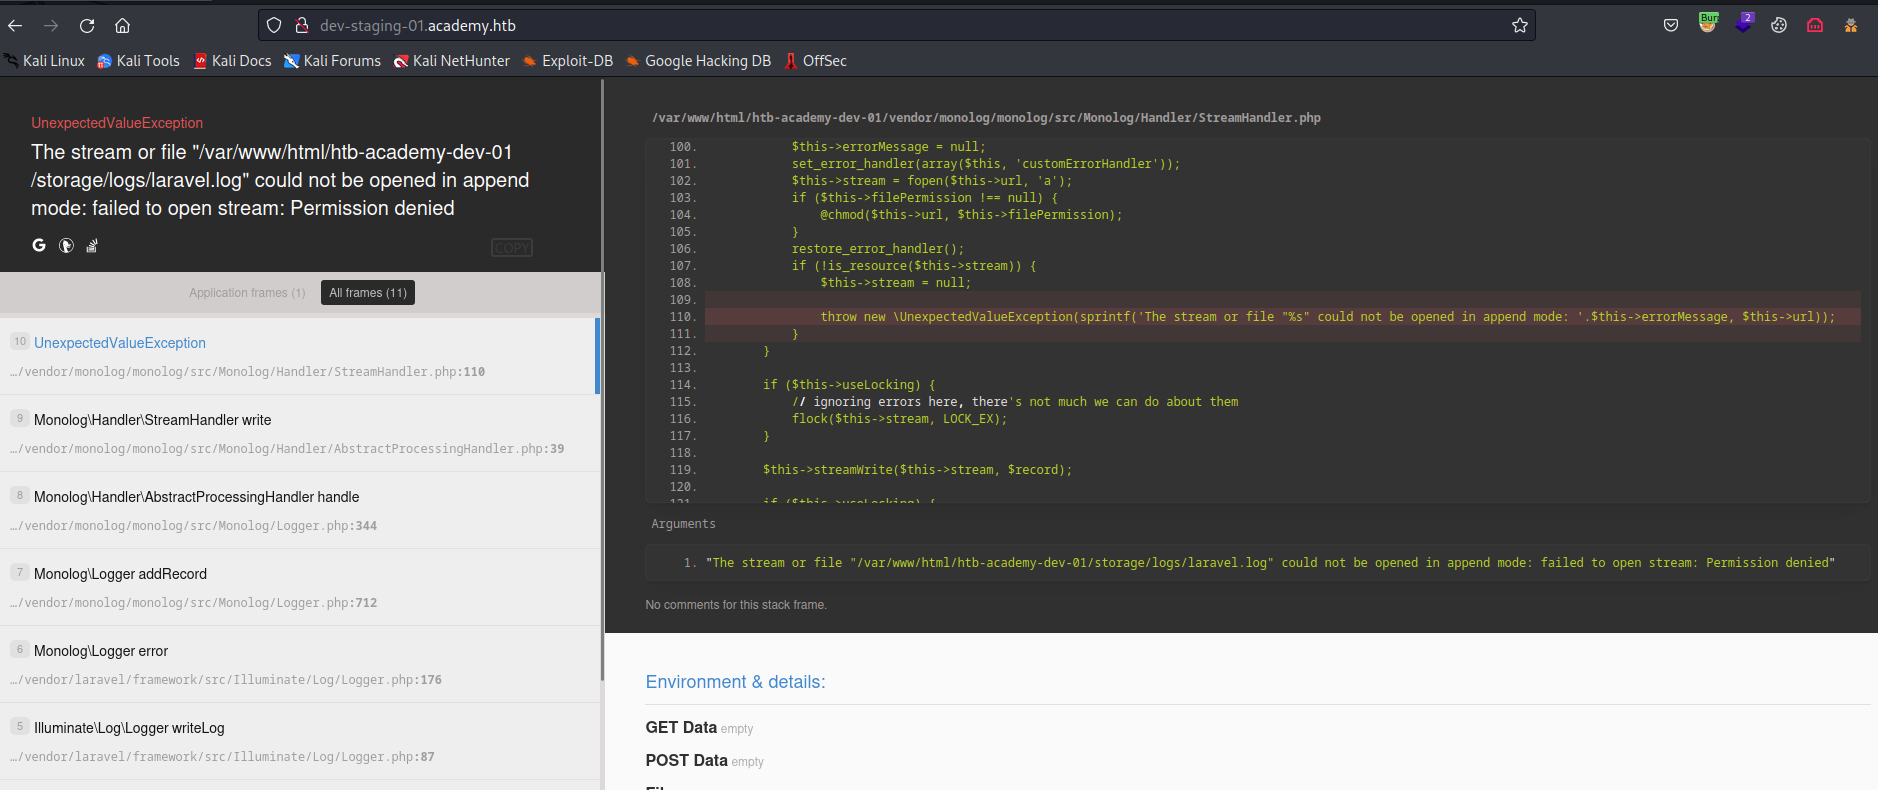 dev-staging-01.academy.htb
Burr
2
Kali Linux Kali Tools Kali Docs Kali Forums Kali NetHunter Exploit-DB Google Hacking DB OffSec
UnexpectedValueException
The stream or file "/var/www/html/htb-academy-dev-01
/storage/logs/laravel.log" could not be opened in append
mode: failed to open stream: Permission denied
COPY
Application frames (1) All frames (11)
10 UnexpectedValueException
…/vendor/monolog/monolog/src/Monolog/Handler/StreamHandler.php:110
9 Monolog\Handler\StreamHandler write
…/vendor/monolog/monolog/src/Monolog/Handler/AbstractProcessingHandler.php:39
8 Monolog\Handler\AbstractProcessingHandler handle
…/vendor/monolog/monolog/src/Monolog/Logger.php:344
7 Monolog\Logger addRecord
…/vendor/monolog/monolog/src/Monolog/Logger.php:712
6 Monolog\Logger error
…/vendor/laravel/framework/src/Illuminate/Log/Logger.php:176
5 Illuminate\Log\Logger writeLog
…/vendor/laravel/framework/src/Illuminate/Log/Logger.php:87
/var/www/html/htb-academy-dev-01/vendor/monolog/monolog/src/Monolog/Handler/StreamHandler.php
100. $this->errorMessage = null;
101. set_error_handler(array($this, 'customErrorHandler'));
102. $this->stream = fopen($this->url, 'a');
103. if ($this->filePermission !== null) {
104. @chmod($this->url, $this->filePermission);
105. }
106. restore_error_handler();
107. if (!is_resource($this->stream)) {
108. $this->stream = null;
109.
110. throw new \UnexpectedValueException(sprintf('The stream or file "%s" could not be opened in append mode: '.$this->errorMessage, $this->url));
111. }
112. }
113.
114. if ($this->useLocking) {
115. // ignoring errors here, there's not much we can do about them
116. flock($this->stream, LOCK_EX);
117. }
118.
119. $this->streamWrite($this->stream, $record);
120.
121. if ($this->useLocking) {
Arguments
1. "The stream or file "/var/www/html/htb-academy-dev-01/storage/logs/laravel.log" could not be opened in append mode: failed to open stream: Permission denied"
No comments for this stack frame.
Environment & details:
GET Data empty
POST Data empty